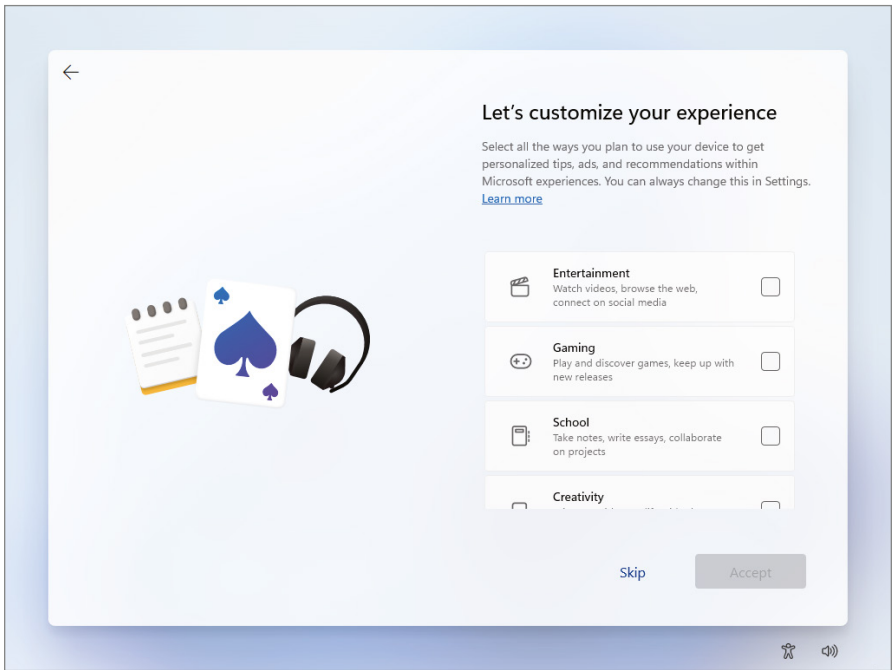 Let's customize your experience
Select all the ways you plan to use your device to get
personalized tips, ads, and recommendations within
Microsoft experiences. You can always change this in Settings.
Learn more
Entertainment
Watch videos, browse the web,
connect on social media
Gaming
Play and discover games, keep up with
new releases
School
Take notes, write essays, collaborate
on projects
Creativity
Skip
Accept